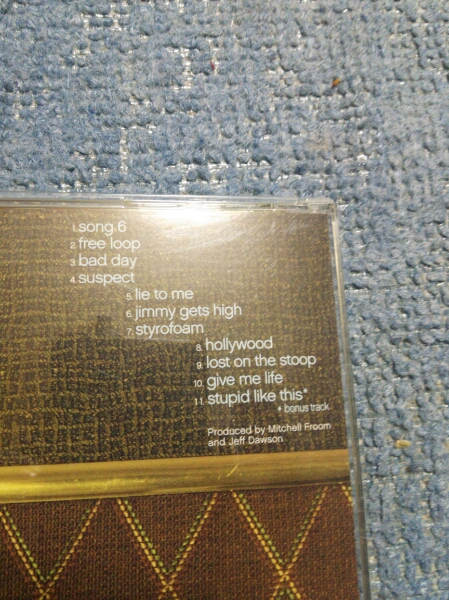 1. song.6
2. free loop
3. bad day
4. suspect
5. lie to me
6. jimmy gets high
7. styrofoam
8. hollywood
9. lost on the stoop
10. give me life
11. stupid like this*
* bonus track
Produced by Mitchell Froom
and Jeff Dawson